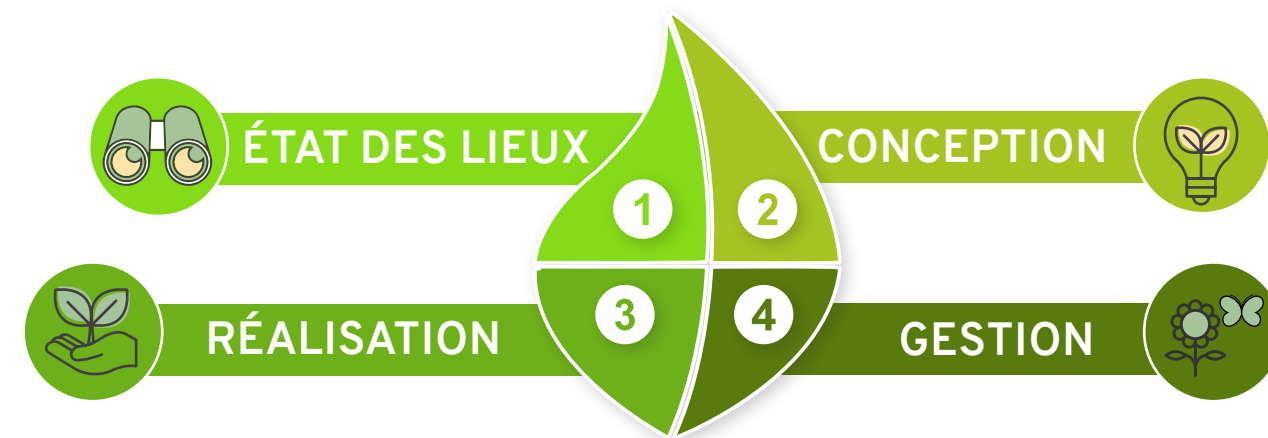 ÉTAT DES LIEUX
1
2
CONCEPTION
RÉALISATION
3
4
GESTION